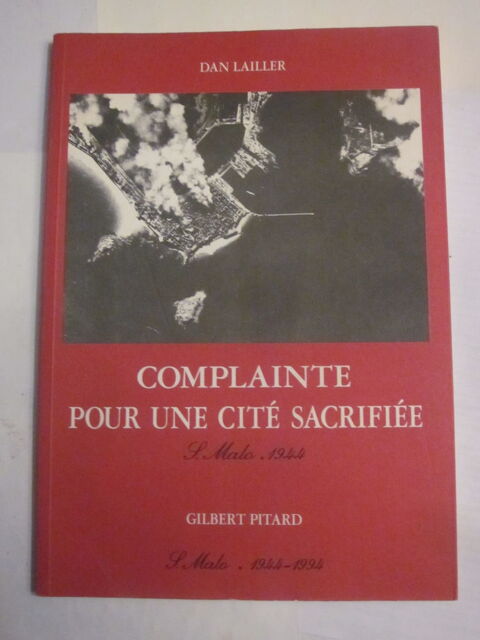 DAN LAILLER
COMPLAINTE
POUR UNE CITÉ SACRIFIÉE
S. Malo . 1944
GILBERT PITARD
S. Malo . 1944-1994